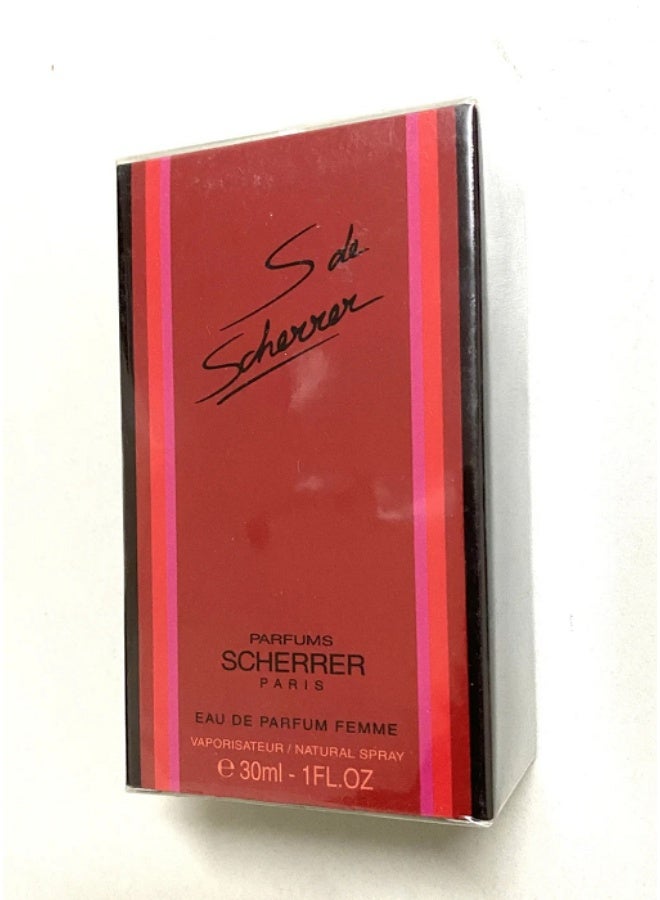 S de
Scherrer
PARFUMS
SCHERRER
PARIS
EAU DE PARFUM FEMME
VAPORISATEUR / NATURAL SPRAY
℮ 30ml - 1FL.OZ